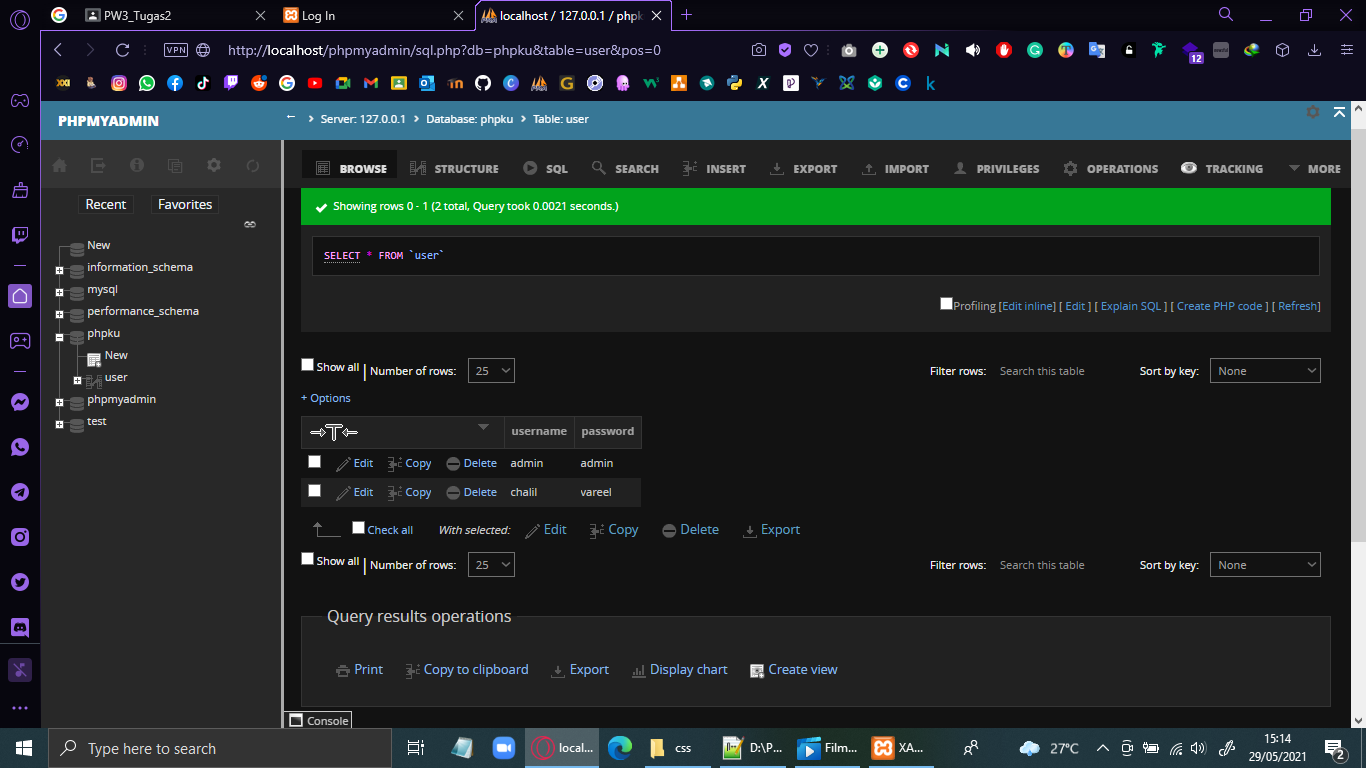 PW3_Tugas2
Log In
localhost / 127.0.0.1 / phpk
VPN
http://localhost/phpmyadmin/sql.php?db=phpku&table=user&pos=0
12
PHPMYADMIN
Server: 127.0.0.1
Database: phpku
Table: user
BROWSE
STRUCTURE
SQL
SEARCH
INSERT
EXPORT
IMPORT
PRIVILEGES
OPERATIONS
TRACKING
MORE
Recent
Favorites
New
information_schema
mysql
performance_schema
phpku
New
user
phpmyadmin
test
Showing rows 0 - 1 (2 total, Query took 0.0021 seconds.)
SELECT * FROM `user`
Profiling [Edit inline] [ Edit ] [ Explain SQL ] [ Create PHP code ] [ Refresh]
Show all
Number of rows:
25
Filter rows:
Search this table
Sort by key:
None
+ Options
username
password
Edit
Copy
Delete
admin
admin
Edit
Copy
Delete
chalil
vareel
Check all
With selected:
Edit
Copy
Delete
Export
Show all
Number of rows:
25
Filter rows:
Search this table
Sort by key:
None
Query results operations
Print
Copy to clipboard
Export
Display chart
Create view
Console
Type here to search
local...
css
D:\P...
Film...
XA...
27°C
15:14
29/05/2021
2